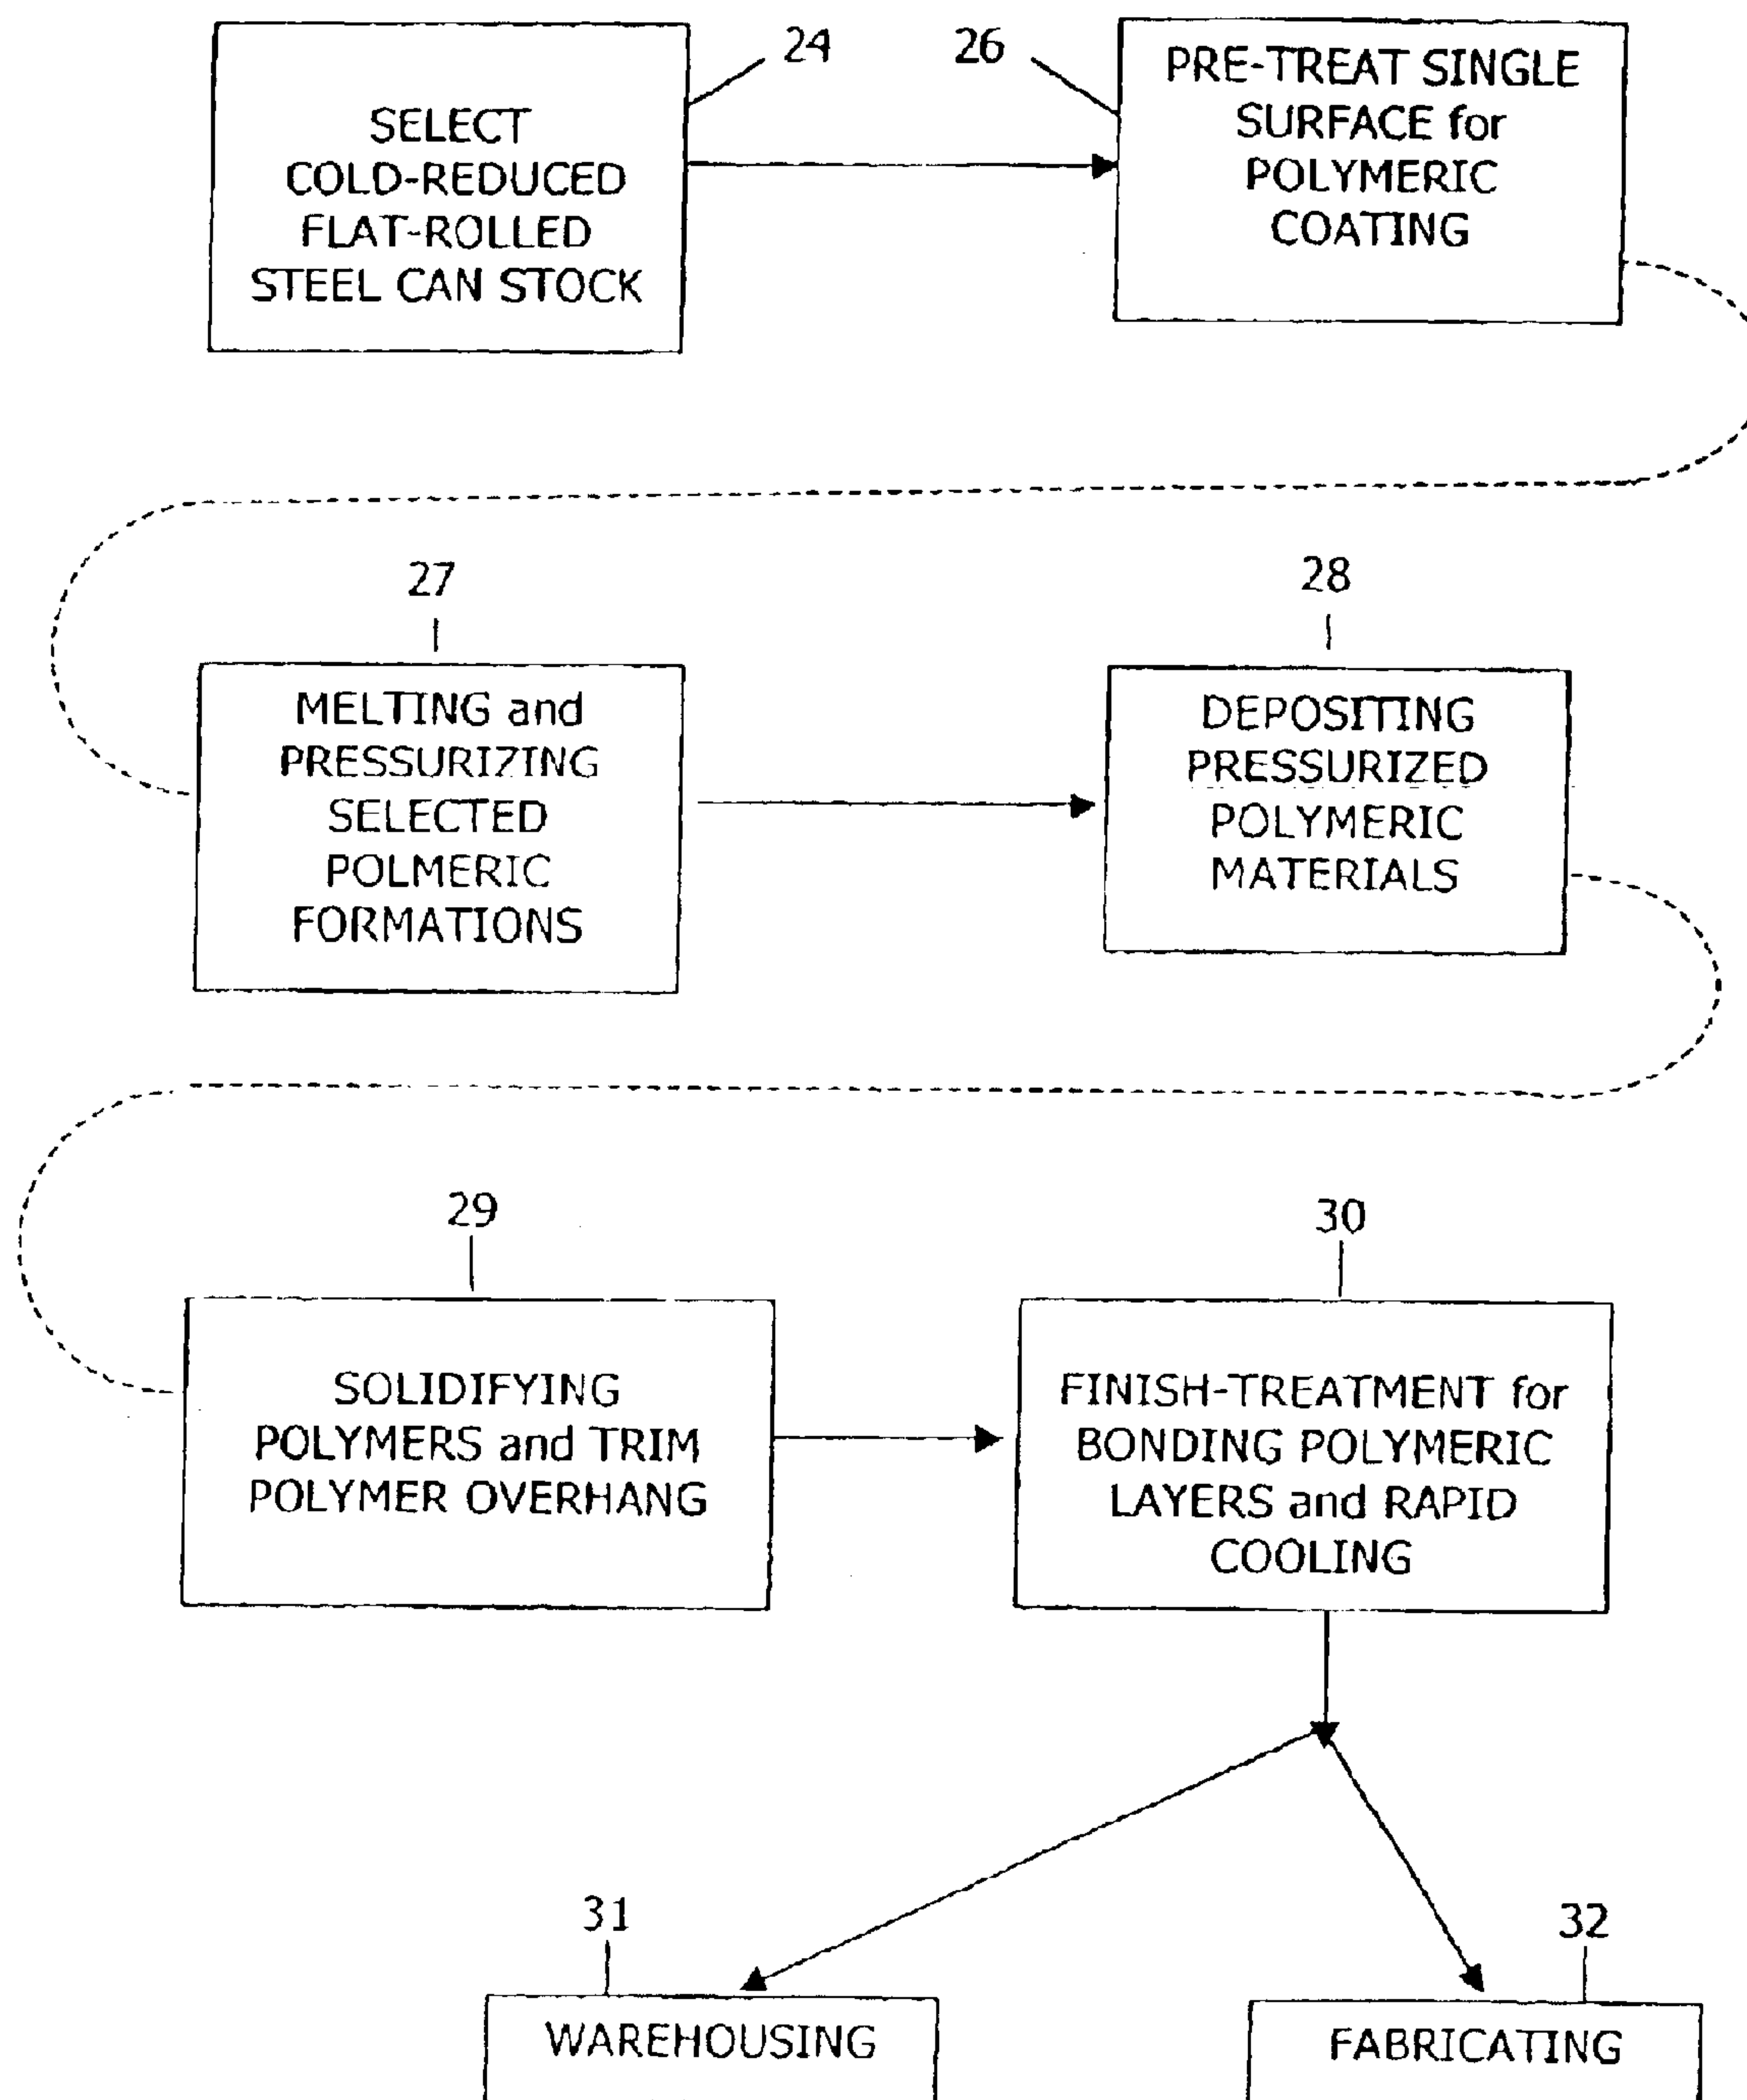 24
26
SELECT
COLD-REDUCED
FLAT-ROLLED
STEEL CAN STOCK
PRE-TREAT SINGLE
SURFACE for
POLYMERIC
COATING
27
28
MELTING and
PRESSURIZING
SELECTED
POLMERIC
FORMATIONS
DEPOSITING
PRESSURIZED
POLYMERIC
MATERIALS
29
30
SOLIDIFYING
POLYMERS and TRIM
POLYMER OVERHANG
FINISH-TREATMENT for
BONDING POLYMERIC
LAYERS and RAPID
COOLING
31
32
WAREHOUSING
FABRICATING